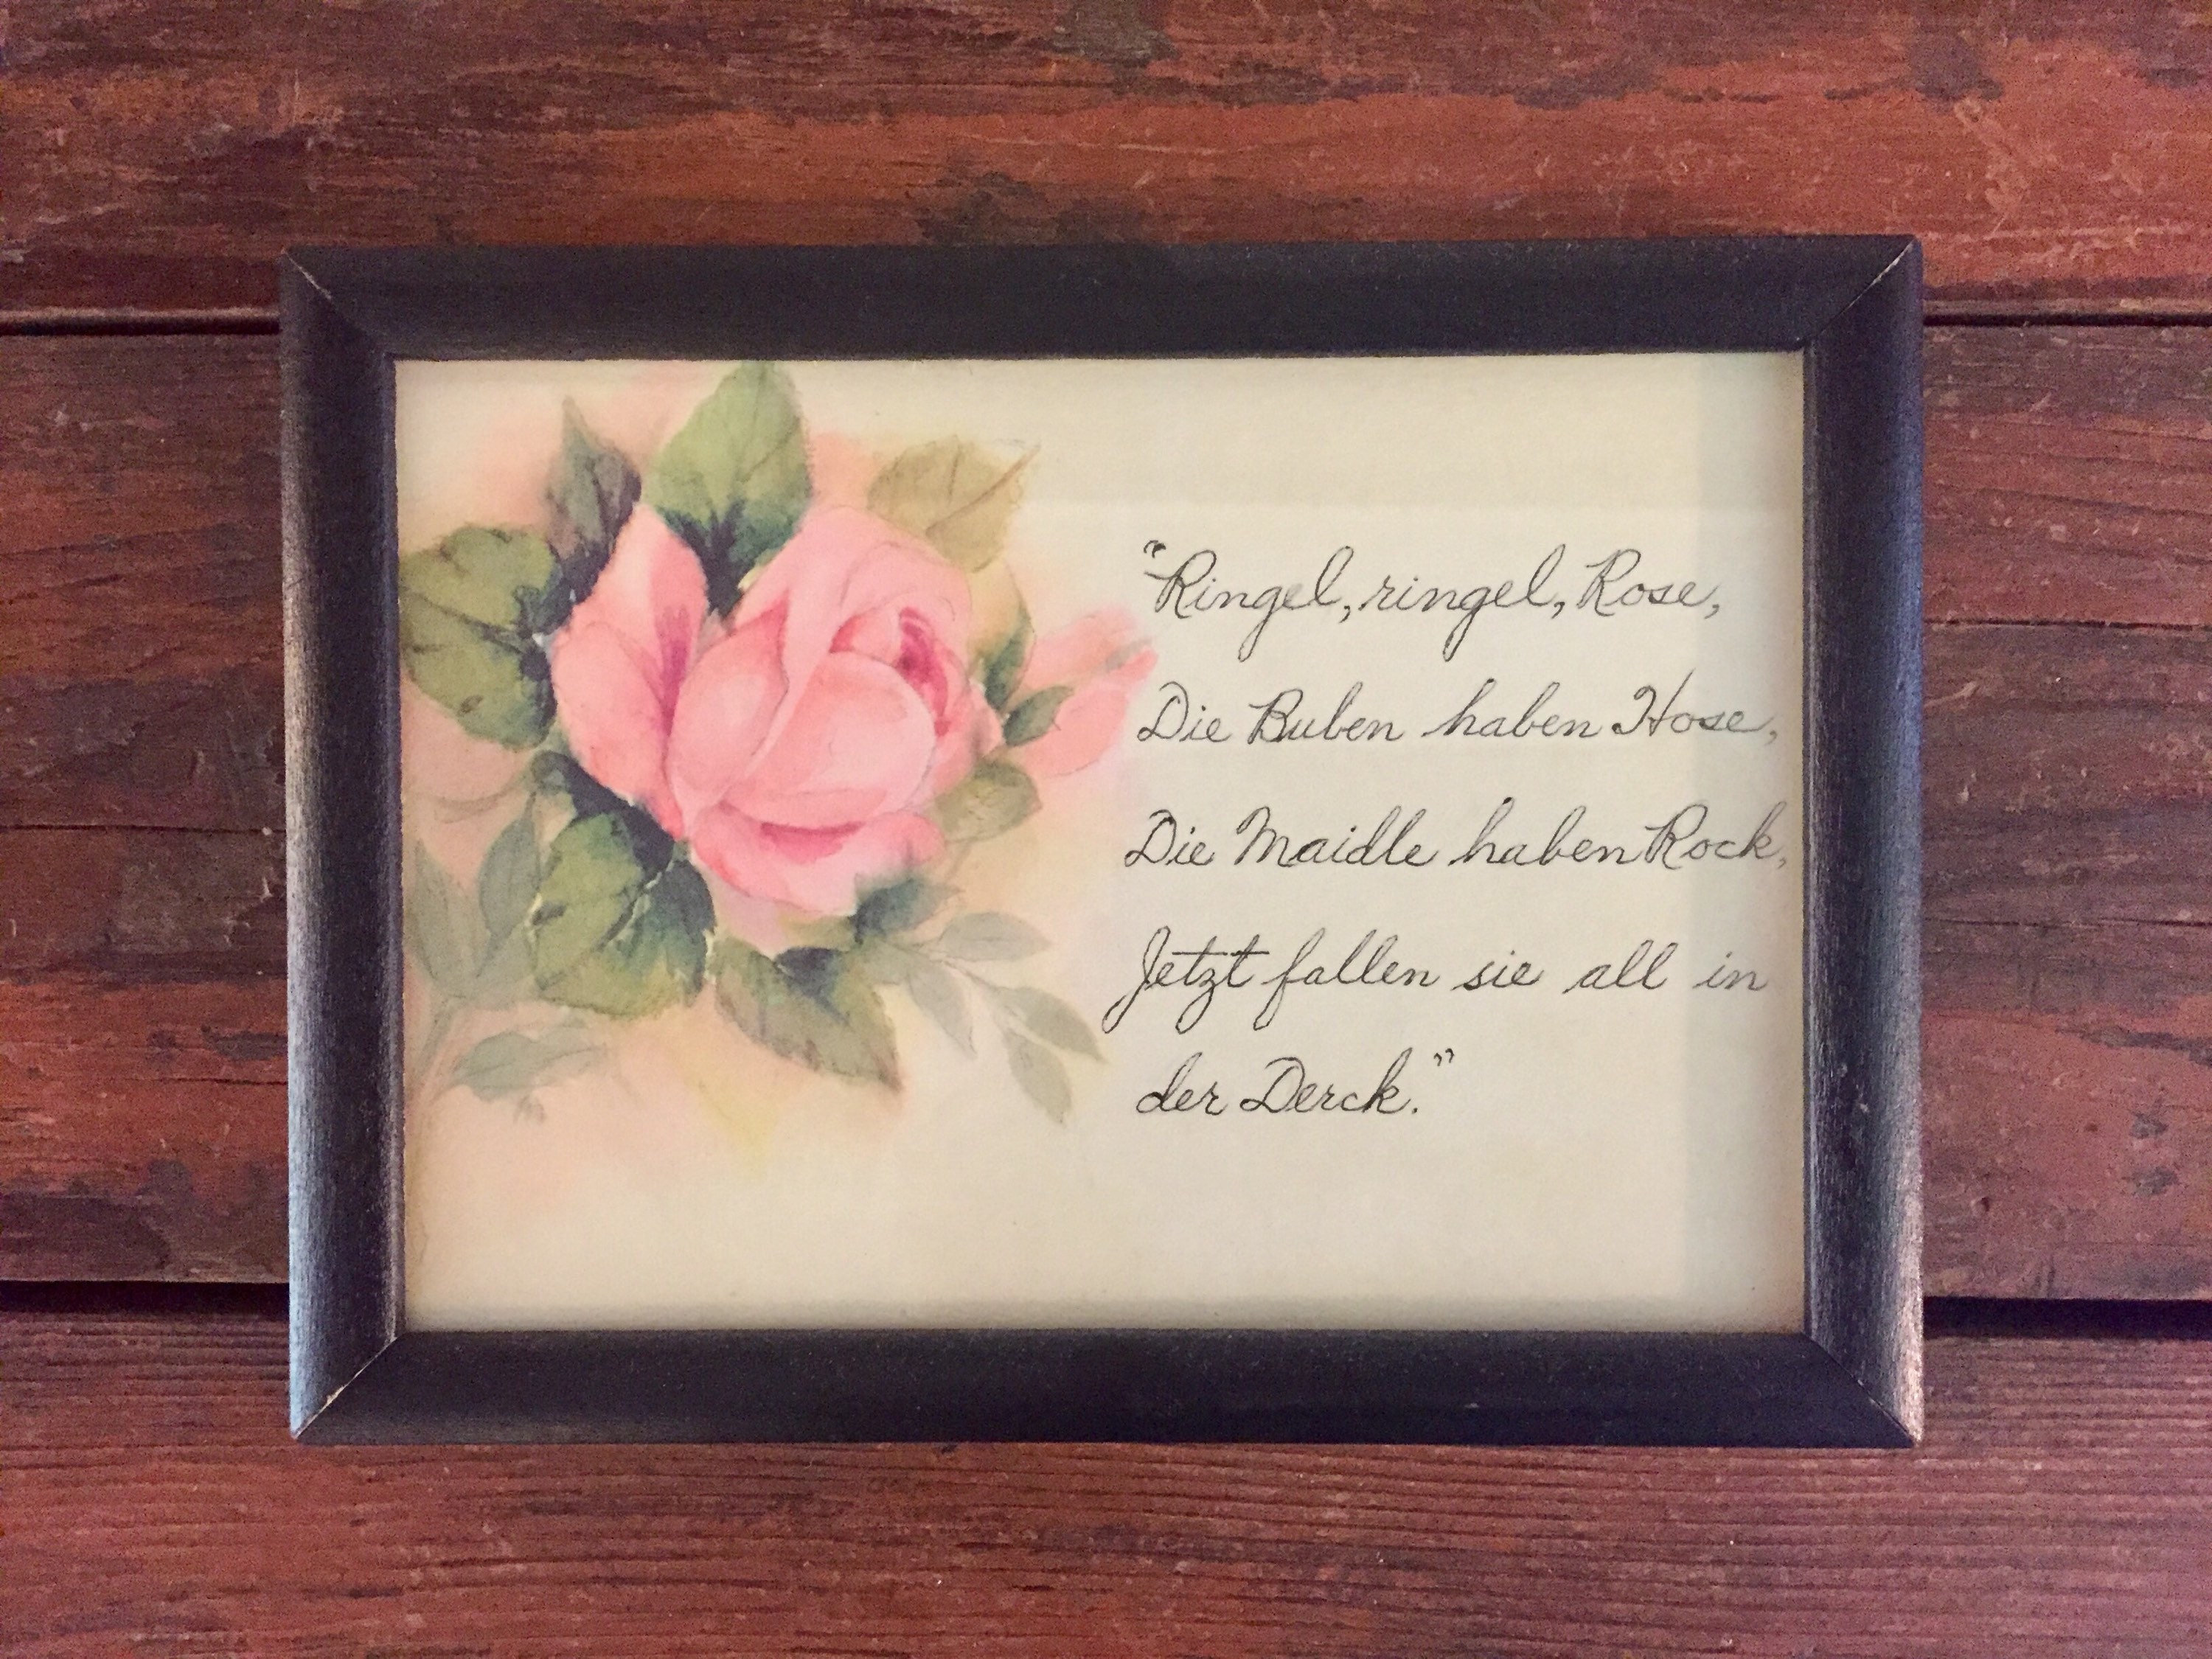 "Ringel, ringel, Rose,
Die Buben haben Hose,
Die Maidle haben Rock,
Jetzt fallen sie all in
der Derck."